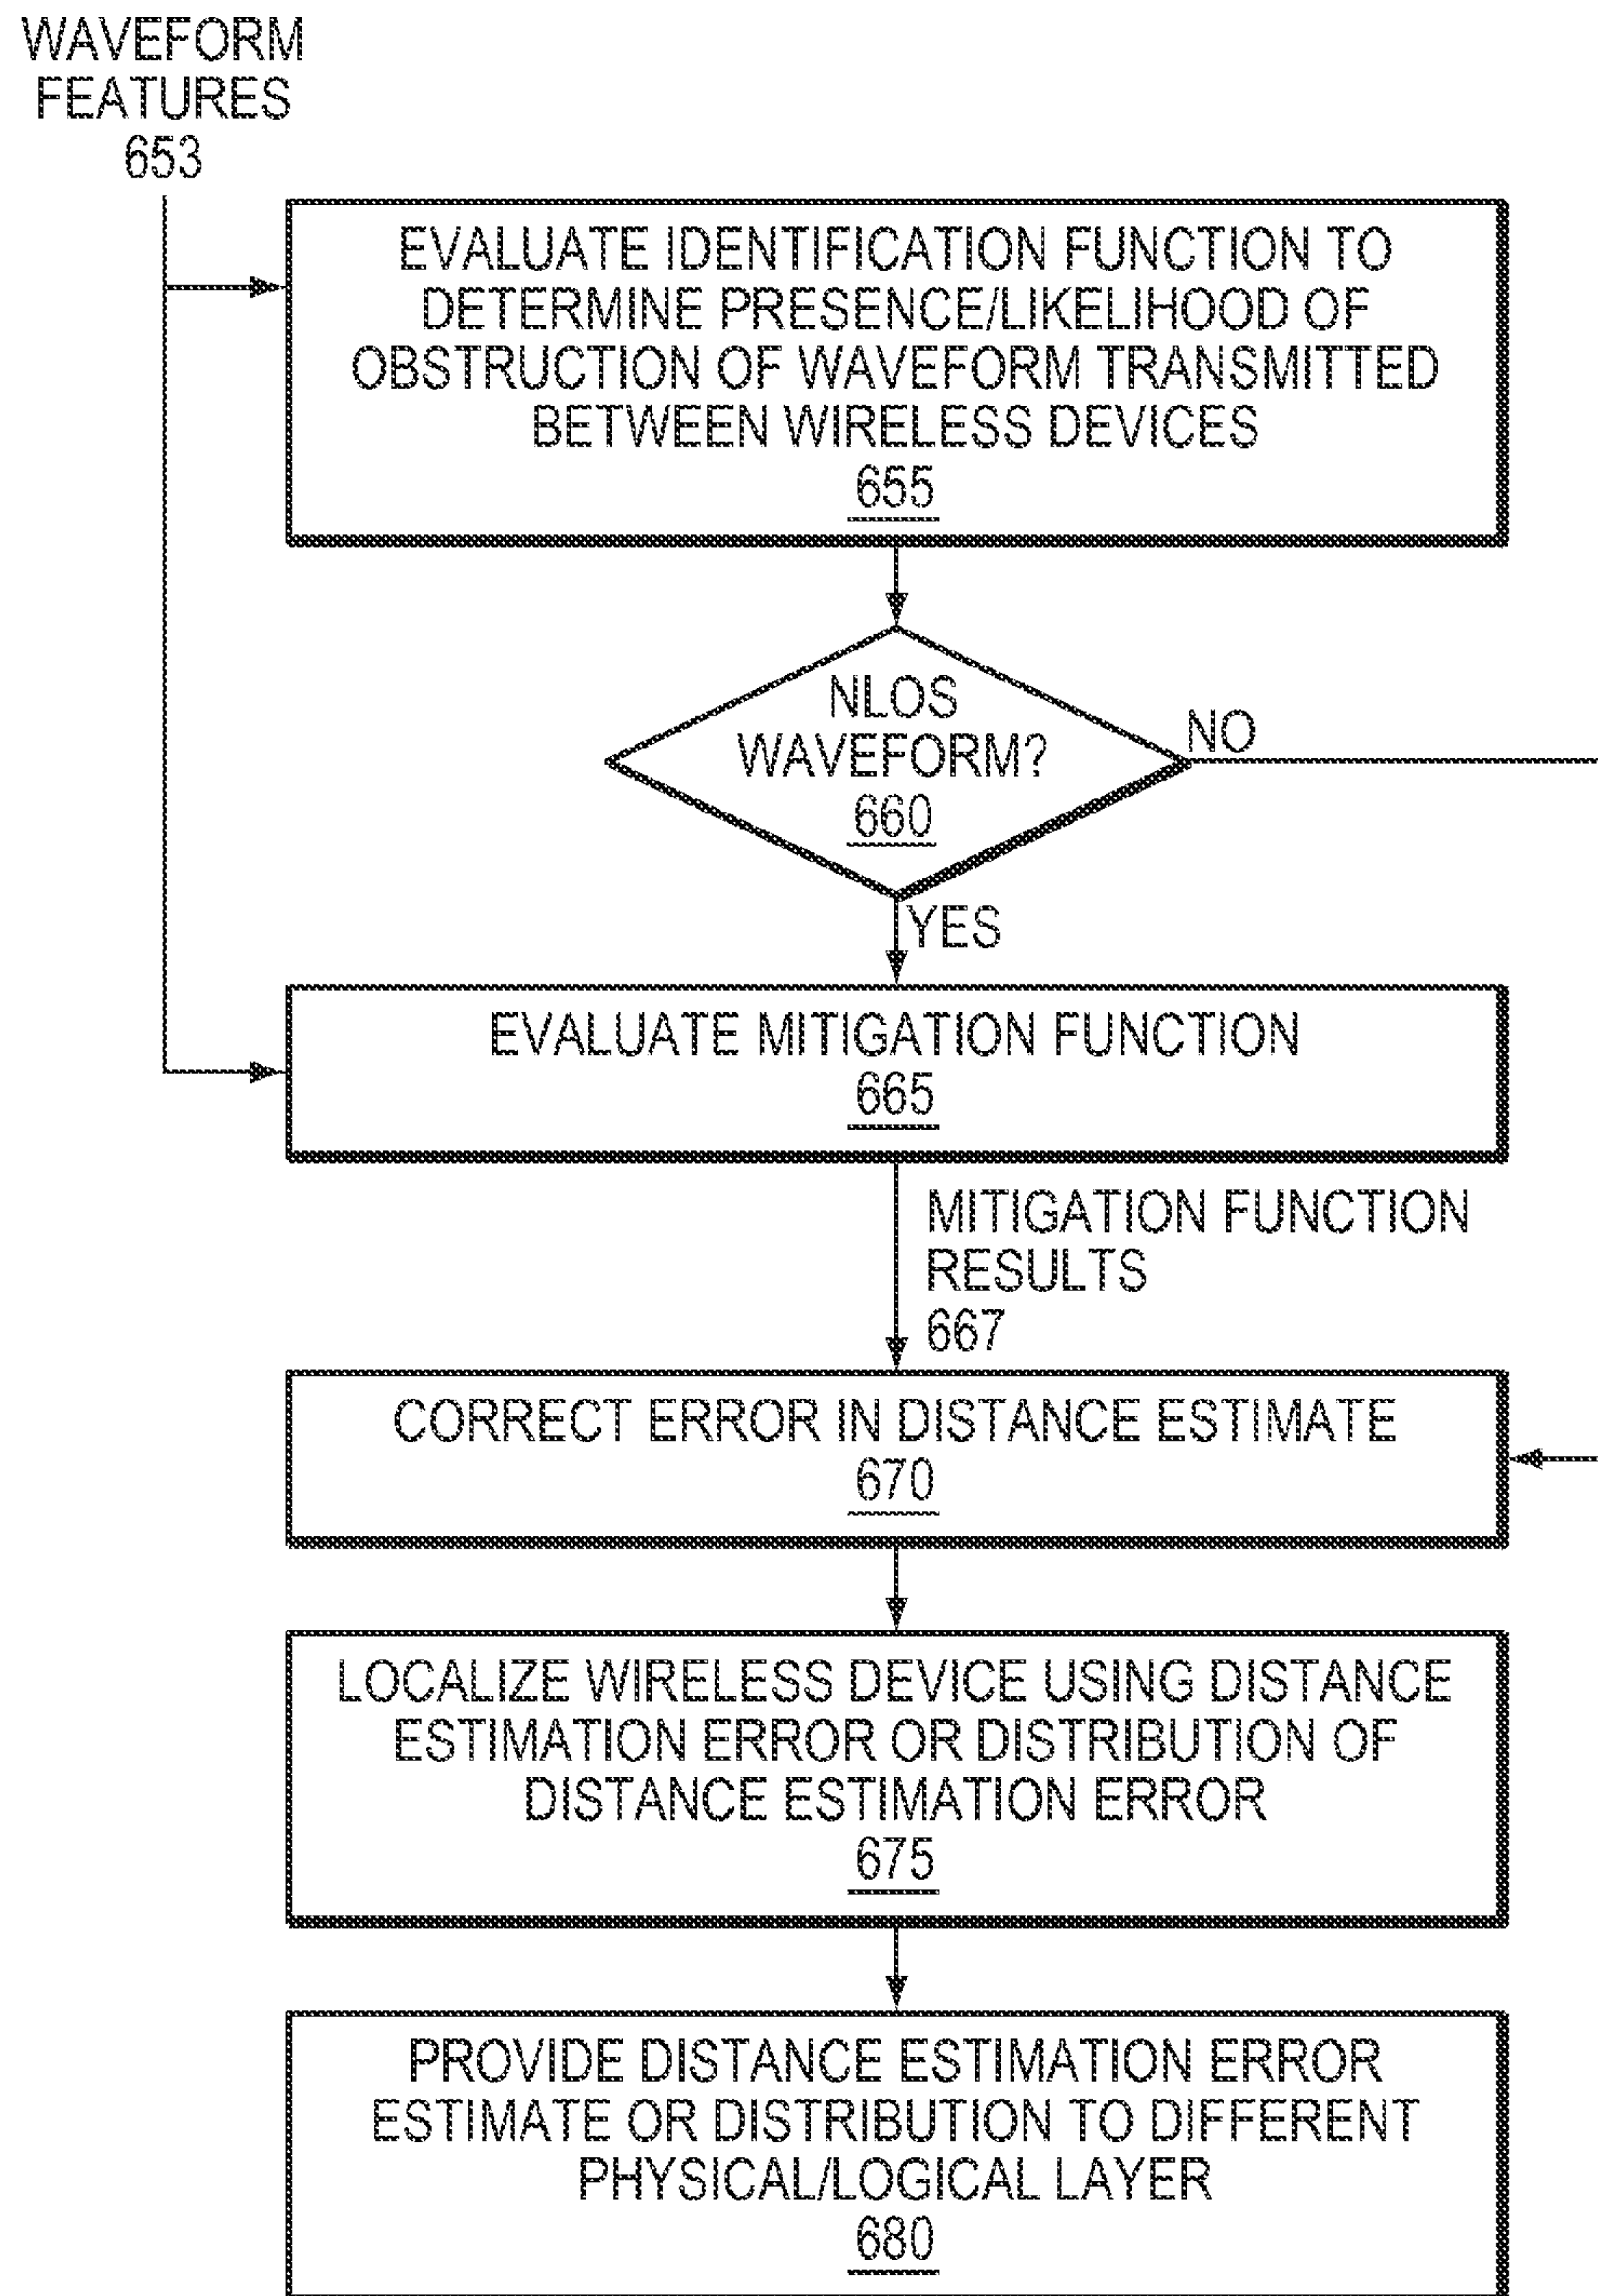 WAVEFORM
FEATURES
653
EVALUATE IDENTIFICATION FUNCTION TO
DETERMINE PRESENCE/LIKELIHOOD OF
OBSTRUCTION OF WAVEFORM TRANSMITTED
BETWEEN WIRELESS DEVICES
655
NLOS
WAVEFORM?
660
NO
YES
EVALUATE MITIGATION FUNCTION
665
MITIGATION FUNCTION
RESULTS
667
CORRECT ERROR IN DISTANCE ESTIMATE
670
LOCALIZE WIRELESS DEVICE USING DISTANCE
ESTIMATION ERROR OR DISTRIBUTION OF
DISTANCE ESTIMATION ERROR
675
PROVIDE DISTANCE ESTIMATION ERROR
ESTIMATE OR DISTRIBUTION TO DIFFERENT
PHYSICAL/LOGICAL LAYER
680